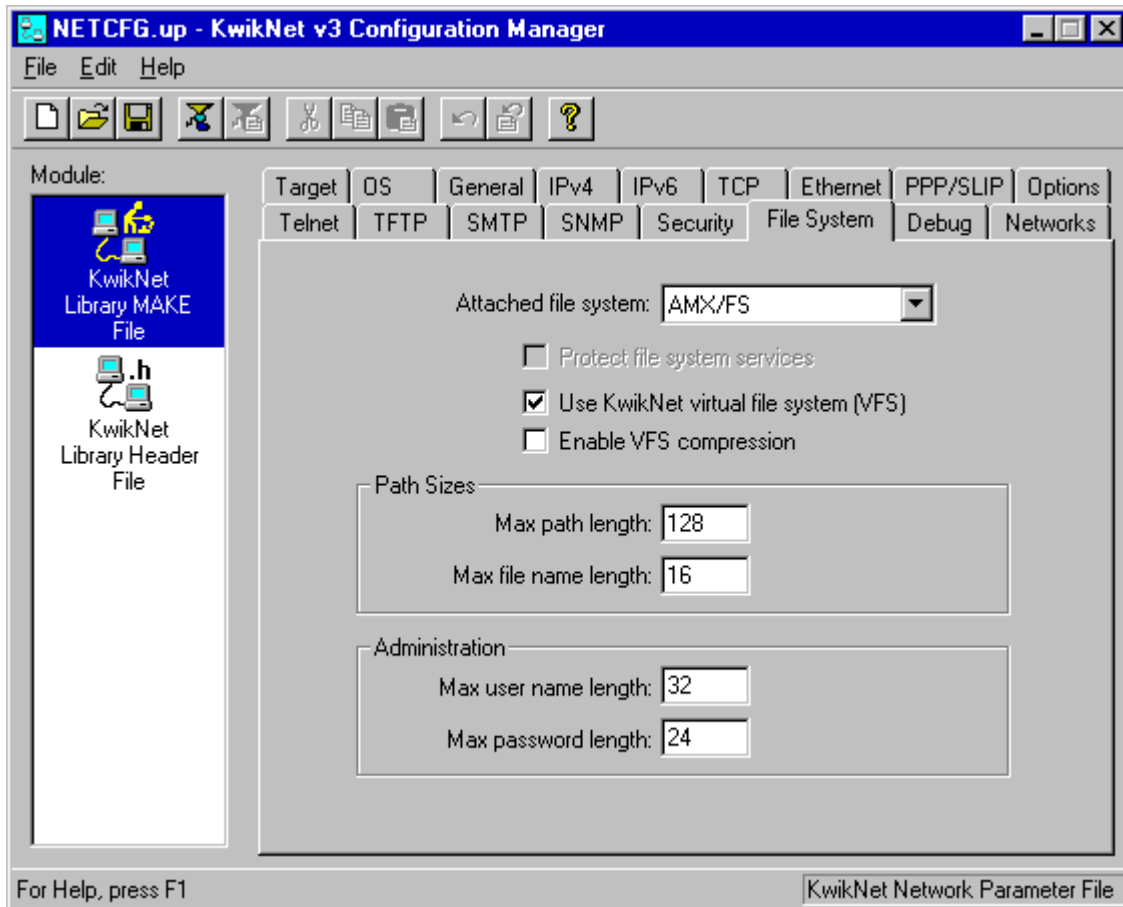 NETCFG.up - KwikNet v3 Configuration Manager
File Edit Help
Module:
KwikNet
Library MAKE
File
.h
KwikNet
Library Header
File
Target OS General IPv4 IPv6 TCP Ethernet PPP/SLIP Options
Telnet TFTP SMTP SNMP Security File System Debug Networks
Attached file system: AMX/FS
Protect file system services
Use KwikNet virtual file system (VFS)
Enable VFS compression
Path Sizes
Max path length: 128
Max file name length: 16
Administration
Max user name length: 32
Max password length: 24
For Help, press F1
KwikNet Network Parameter File